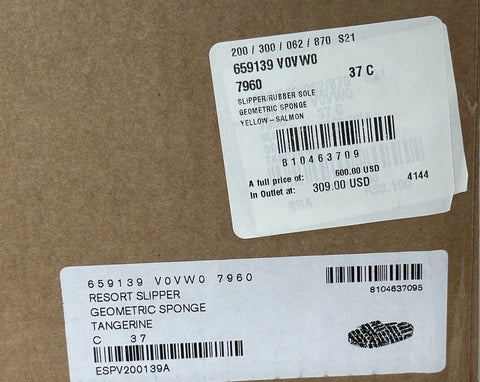 200 / 300 / 062 / 870 S21
659139 V0VW0
7960 37 C
SLIPPER/RUBBER SOLE
GEOMETRIC SPONGE
YELLOW-SALMON
810463709
A full price of: 600.00 USD
In Outlet at: 309.00 USD 4144
659139 V0VW0 7960
8104637095
RESORT SLIPPER
GEOMETRIC SPONGE
TANGERINE
C 37
ESPV200139A